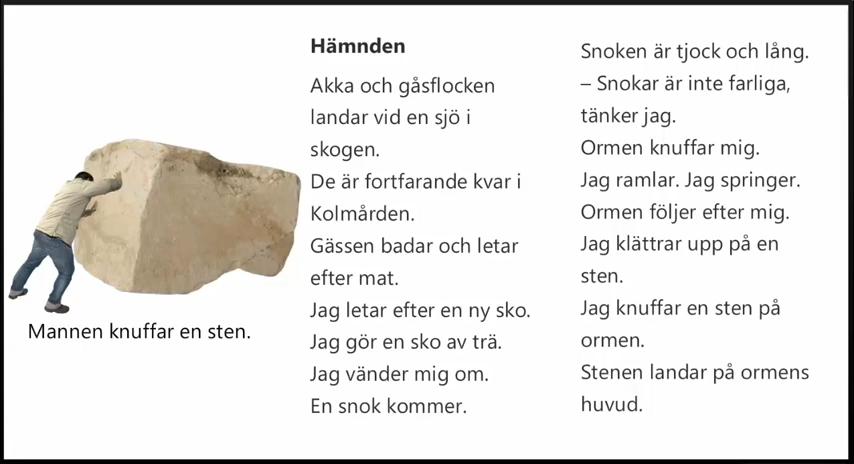 Mannen knuffar en sten.
Hämnden
Akka och gåsflocken
landar vid en sjö i
skogen.
De är fortfarande kvar i
Kolmården.
Gässen badar och letar
efter mat.
Jag letar efter en ny sko.
Jag gör en sko av trä.
Jag vänder mig om.
En snok kommer.
Snoken är tjock och lång.
– Snokar är inte farliga,
tänker jag.
Ormen knuffar mig.
Jag ramlar. Jag springer.
Ormen följer efter mig.
Jag klättrar upp på en
sten.
Jag knuffar en sten på
ormen.
Stenen landar på ormens
huvud.